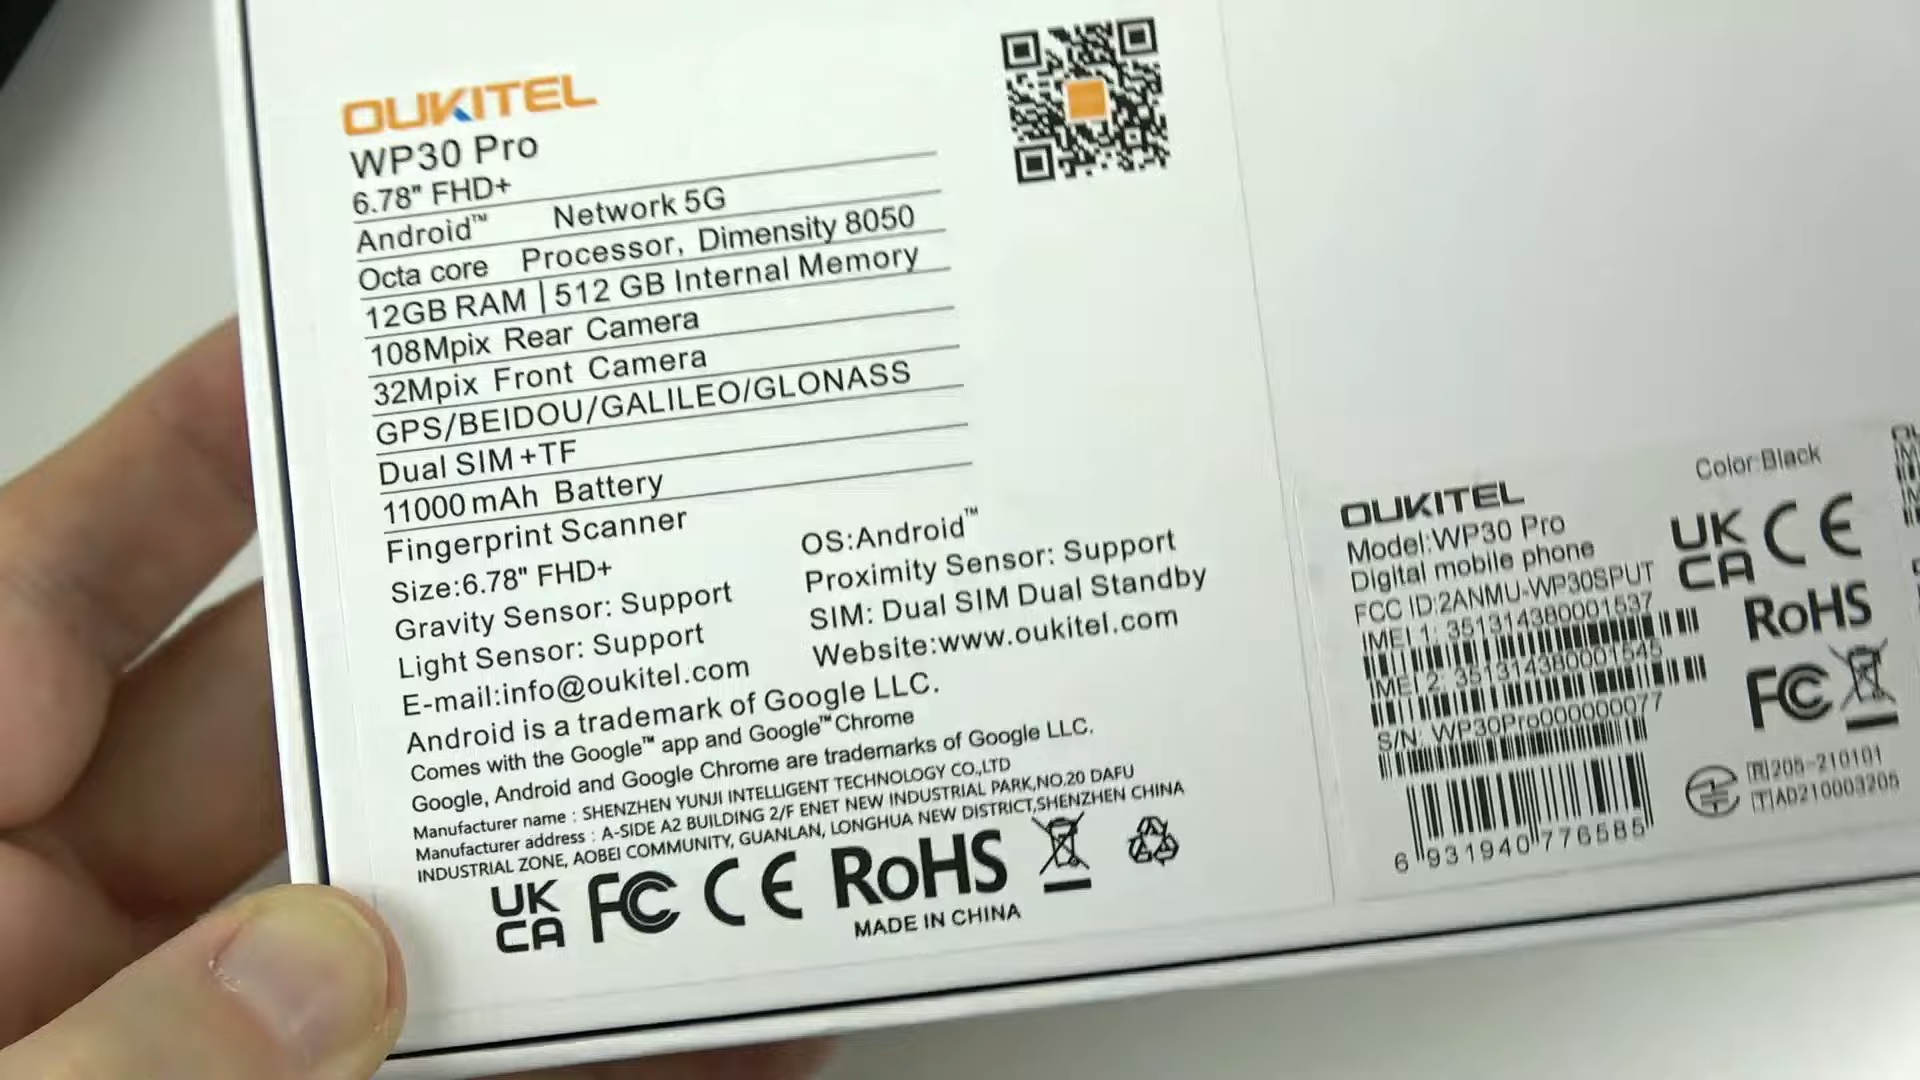 OUKITEL
WP30 Pro
6.78" FHD+
Android™ Network 5G
Octa core Processor, Dimensity 8050
12GB RAM | 512 GB Internal Memory
108Mpix Rear Camera
32Mpix Front Camera
GPS/BEIDOU/GALILEO/GLONASS
Dual SIM+TF
11000 mAh Battery
Fingerprint Scanner
Size:6.78" FHD+
OS:Android™
Gravity Sensor: Support
Proximity Sensor: Support
Light Sensor: Support
SIM: Dual SIM Dual Standby
E-mail:info@oukitel.com
Website:www.oukitel.com
Android is a trademark of Google LLC.
Comes with the Google™ app and Google™Chrome
Google, Android and Google Chrome are trademarks of Google LLC.
Manufacturer name : SHENZHEN YUNJI INTELLIGENT TECHNOLOGY CO.,LTD
Manufacturer address : A-SIDE A2 BUILDING 2/F ENET NEW INDUSTRIAL PARK,NO.20 DAFU
INDUSTRIAL ZONE, AOBEI COMMUNITY, GUANLAN, LONGHUA NEW DISTRICT,SHENZHEN CHINA
UK
CA
FC CE RoHS
MADE IN CHINA
Color:Black
OUKITEL
Model:WP30 Pro
Digital mobile phone
FCC ID:2ANMU-WP30SPUT
IMEI 1: 351314380001537
IMEI 2: 351314380001545
S/N: WP30Pro000000077
6 931940 776585
UK
CA
CE
RoHS
FC
R 205-210101
T AD210003205